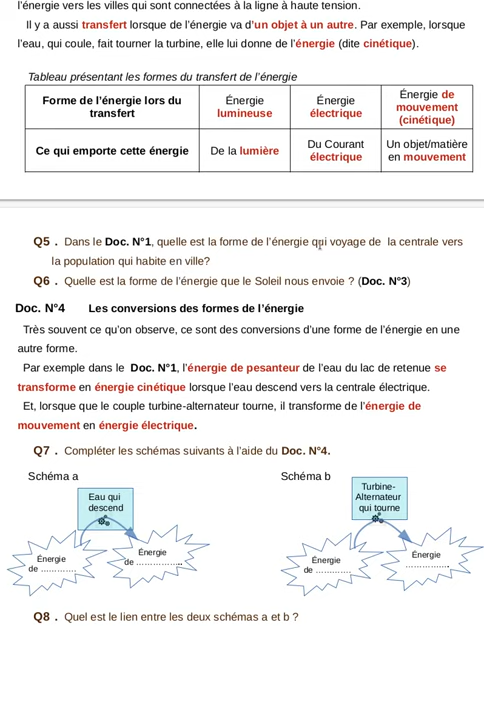 l'énergie vers les villes qui sont connectées à la ligne à haute tension.
Il y a aussi transfert lorsque de l'énergie va d'un objet à un autre. Par exemple, lorsque
l'eau, qui coule, fait tourner la turbine, elle lui donne de l'énergie (dite cinétique).
Tableau présentant les formes du transfert de l'énergie
Forme de l'énergie lors du transfert
Énergie lumineuse
Énergie électrique
Énergie de mouvement (cinétique)
Ce qui emporte cette énergie
De la lumière
Du Courant électrique
Un objet/matière en mouvement
Q5 . Dans le Doc. N°1, quelle est la forme de l'énergie qui voyage de la centrale vers
la population qui habite en ville?
Q6 . Quelle est la forme de l'énergie que le Soleil nous envoie ? (Doc. N°3)
Doc. N°4 Les conversions des formes de l'énergie
Très souvent ce qu'on observe, ce sont des conversions d'une forme de l'énergie en une
autre forme.
Par exemple dans le Doc. N°1, l'énergie de pesanteur de l'eau du lac de retenue se
transforme en énergie cinétique lorsque l'eau descend vers la centrale électrique.
Et, lorsque le couple turbine-alternateur tourne, il transforme de l'énergie de
mouvement en énergie électrique.
Q7 . Compléter les schémas suivants à l'aide du Doc. N°4.
Schéma a
Eau qui
descend
Énergie
de ………….
Énergie
de ……………..
Schéma b
Turbine-
Alternateur
qui tourne
Énergie
de …………
Énergie
…………….
Q8 . Quel est le lien entre les deux schémas a et b ?